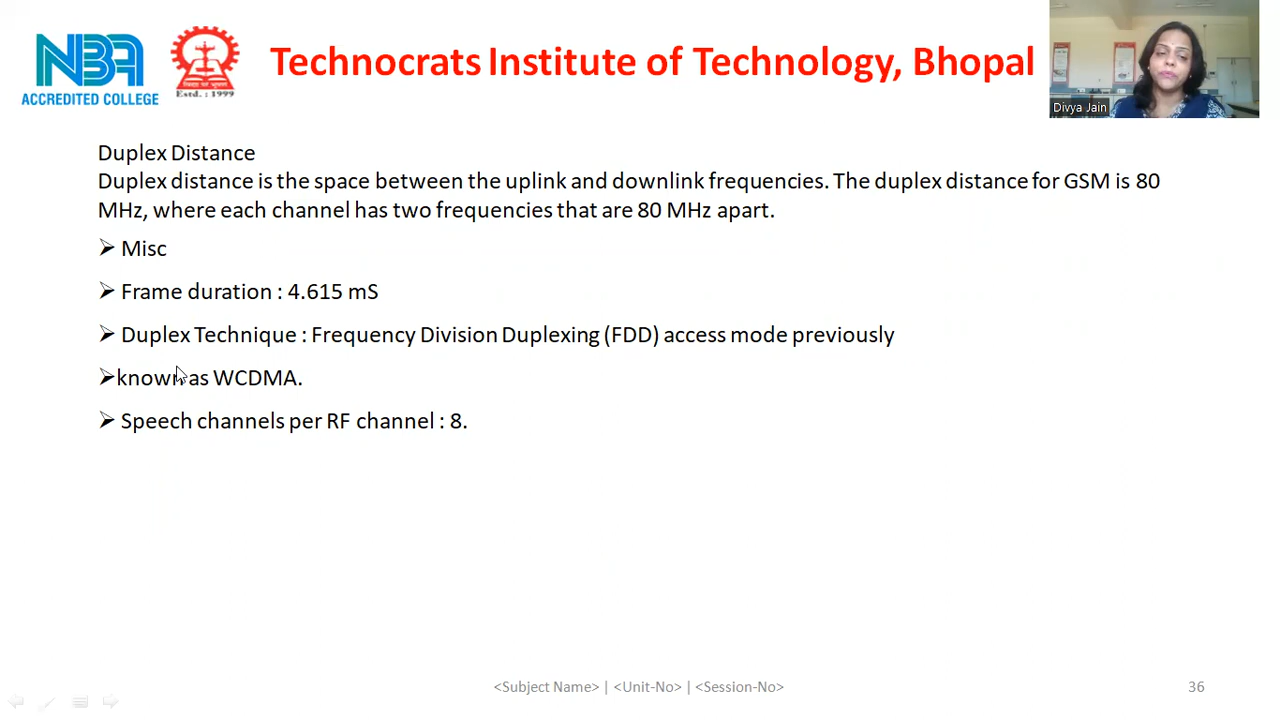 NBA
ACCREDITED COLLEGE
Estd. : 1999
Technocrats Institute of Technology, Bhopal
Divya Jain
Duplex Distance
Duplex distance is the space between the uplink and downlink frequencies. The duplex distance for GSM is 80
MHz, where each channel has two frequencies that are 80 MHz apart.
➢ Misc
➢ Frame duration : 4.615 mS
➢ Duplex Technique : Frequency Division Duplexing (FDD) access mode previously
➢known as WCDMA.
➢ Speech channels per RF channel : 8.
<Subject Name> | <Unit-No> | <Session-No>
36